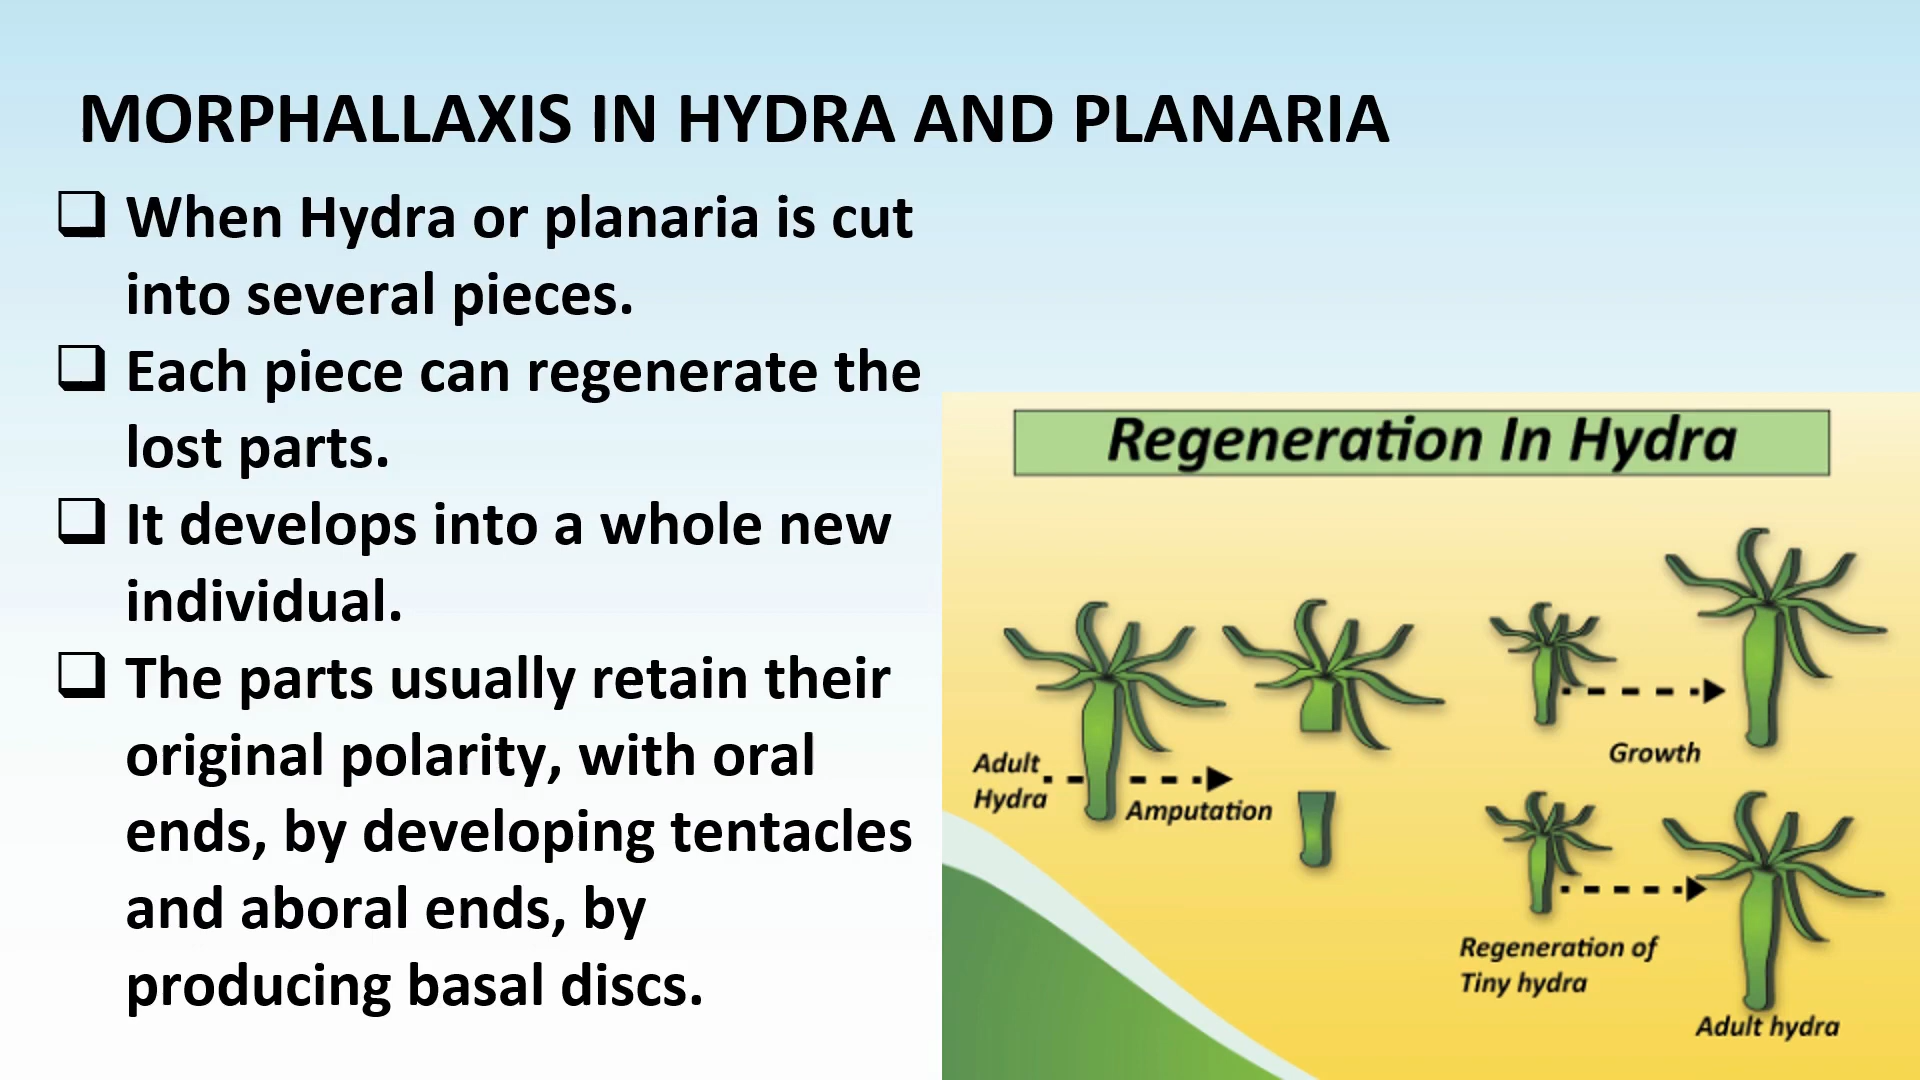 MORPHALLAXIS IN HYDRA AND PLANARIA
When Hydra or planaria is cut
into several pieces.
Each piece can regenerate the
lost parts.
It develops into a whole new
individual.
The parts usually retain their
original polarity, with oral
ends, by developing tentacles
and aboral ends, by
producing basal discs.
Regeneration In Hydra
Adult
Hydra
Amputation
Growth
Regeneration of
Tiny hydra
Adult hydra